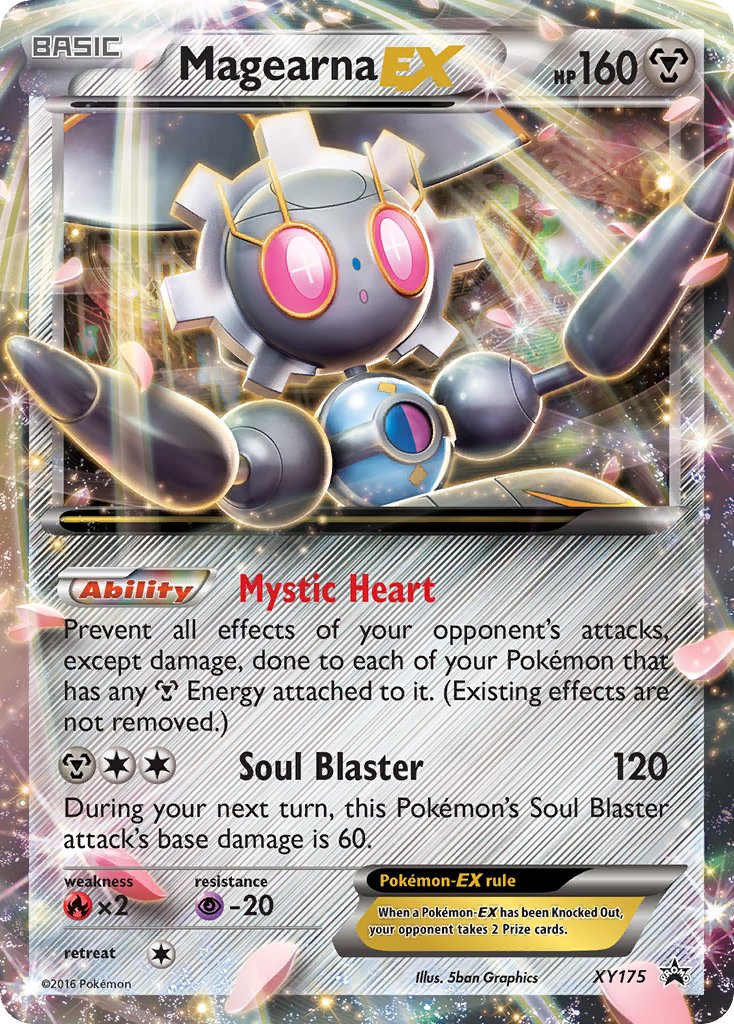 BASIC
MagearnaEX
HP160
Ability Mystic Heart
Prevent all effects of your opponent's attacks,
except damage, done to each of your Pokémon that
has any Energy attached to it. (Existing effects are
not removed.)
Soul Blaster 120
During your next turn, this Pokémon's Soul Blaster
attack's base damage is 60.
weakness
×2
resistance
-20
retreat
Pokémon-EX rule
When a Pokémon-EX has been Knocked Out,
your opponent takes 2 Prize cards.
©2016 Pokémon
Illus. 5ban Graphics
XY175
PROMO